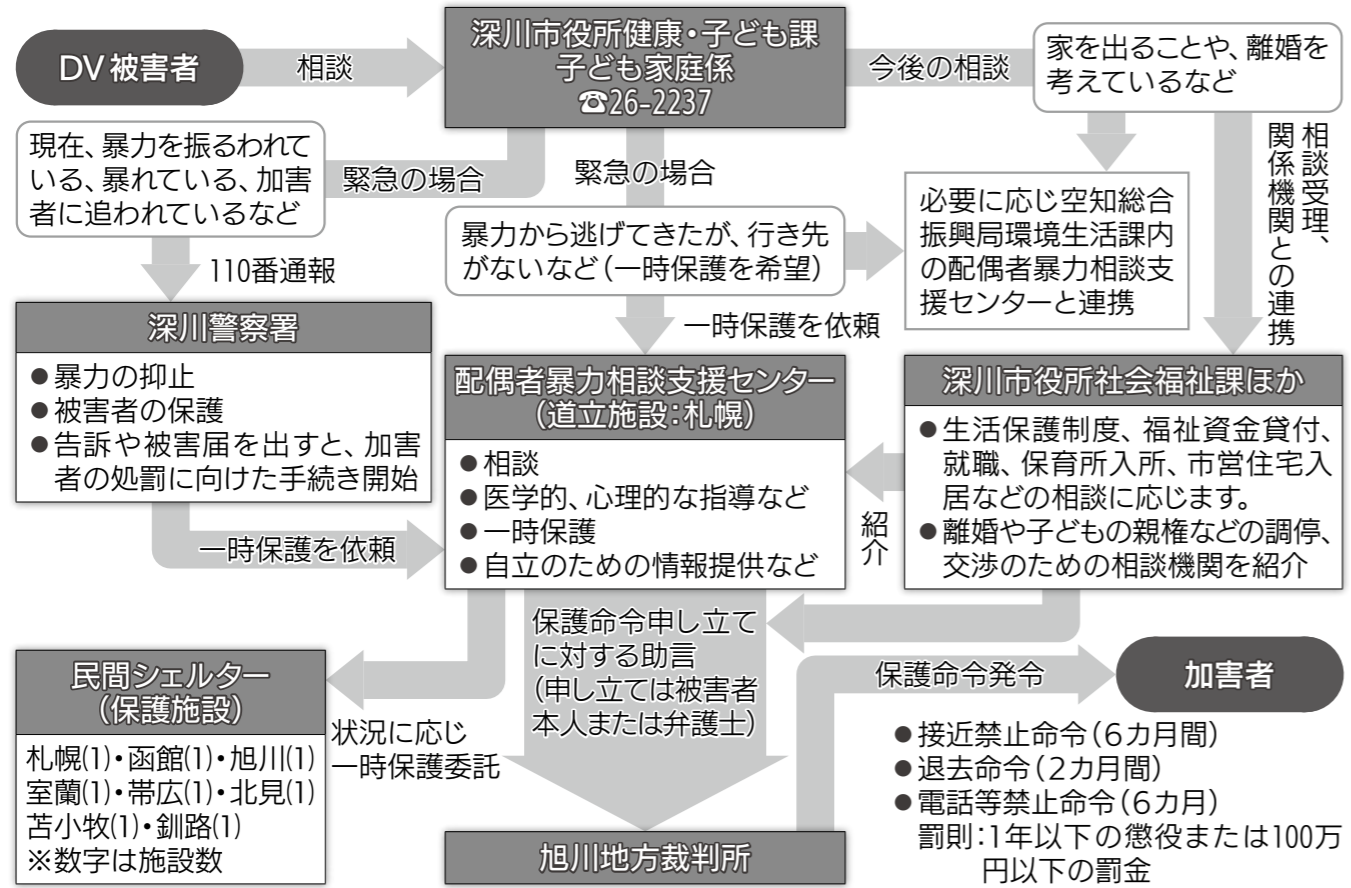 DV被害者
相談
深川市役所健康・子ども課
子ども家庭係
☎26-2237
今後の相談
家を出ることや、離婚を
考えているなど
現在、暴力を振るわれて
いる、暴れている、加害
者に追われているなど
緊急の場合
緊急の場合
暴力から逃げてきたが、行き先
がないなど（一時保護を希望）
必要に応じ空知総合
振興局環境生活課内
の配偶者暴力相談支
援センターと連携
相談受理、
関係機関との連携
110番通報
一時保護を依頼
深川警察署
●暴力の抑止
●被害者の保護
●告訴や被害届を出すと、加害
者の処罰に向けた手続き開始
配偶者暴力相談支援センター
（道立施設：札幌）
●相談
●医学的、心理的な指導など
●一時保護
●自立のための情報提供など
深川市役所社会福祉課ほか
●生活保護制度、福祉資金貸付、
就職、保育所入所、市営住宅入
居などの相談に応じます。
●離婚や子どもの親権などの調停、
交渉のための相談機関を紹介
紹介
一時保護を依頼
民間シェルター
（保護施設）
札幌(1)・函館(1)・旭川(1)
室蘭(1)・帯広(1)・北見(1)
苫小牧(1)・釧路(1)
※数字は施設数
状況に応じ
一時保護委託
保護命令申し立て
に対する助言
（申し立ては被害者
本人または弁護士）
旭川地方裁判所
保護命令発令
加害者
●接近禁止命令（6カ月間）
●退去命令（2カ月間）
●電話等禁止命令（6カ月）
罰則：1年以下の懲役または100万
円以下の罰金